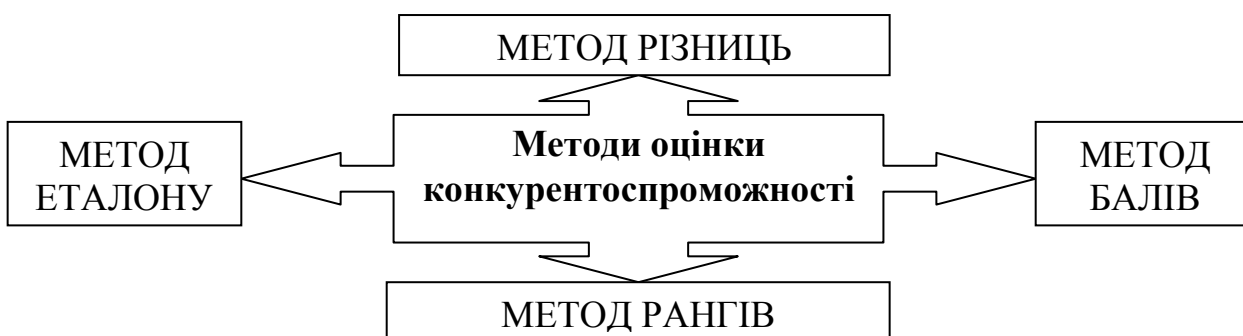 МЕТОД РІЗНИЦЬ
МЕТОД
ЕТАЛОНУ
Методи оцінки
конкурентоспроможності
МЕТОД
БАЛІВ
МЕТОД РАНГІВ